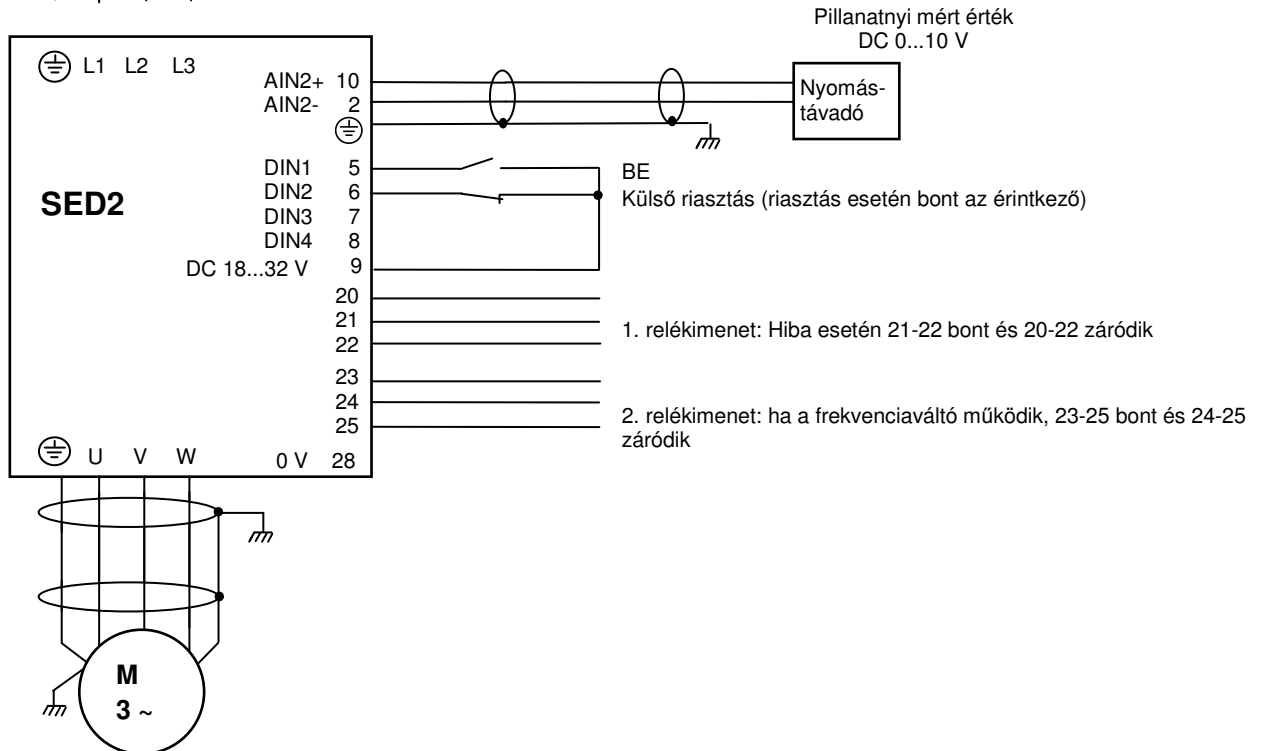 Pillanatnyi mért érték
DC 0...10 V
L1 L2 L3
AIN2+ 10
AIN2- 2
Nyomás-
távadó
DIN1 5
BE
DIN2 6
Külső riasztás (riasztás esetén bont az érintkező)
SED2
DIN3 7
DIN4 8
DC 18...32 V 9
20
21
1. relékimenet: Hiba esetén 21-22 bont és 20-22 záródik
22
23
24
2. relékimenet: ha a frekvenciaváltó működik, 23-25 bont és 24-25
záródik
25
U V W
0 V 28
M
3 ~